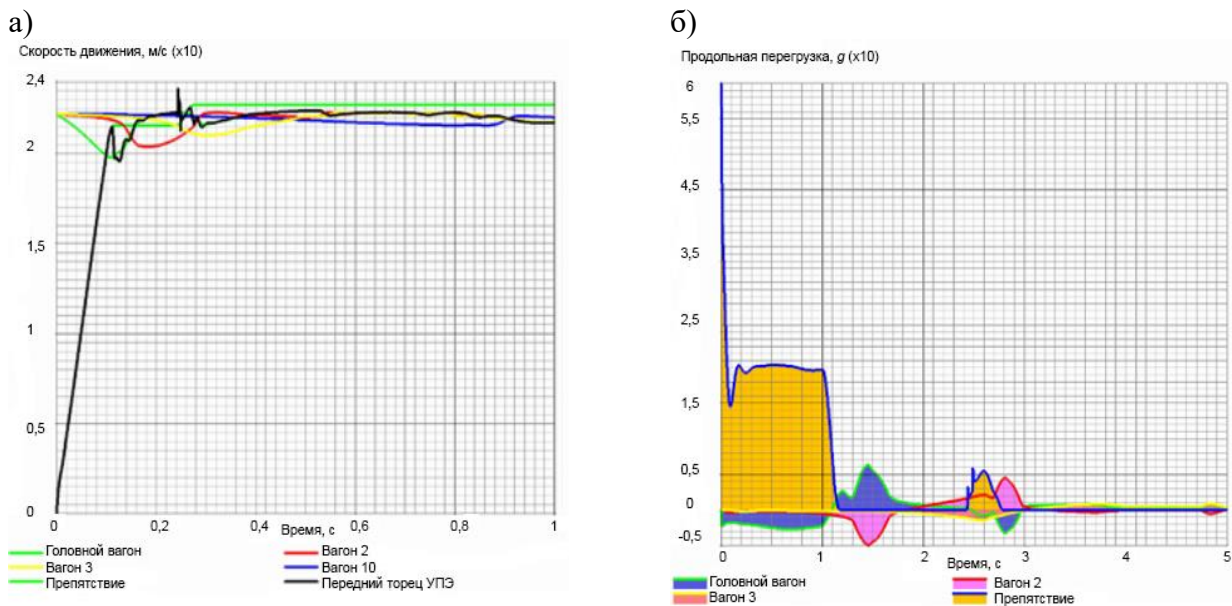 а)
Скорость движения, м/с (х10)
2,4
2
1,5
1
0,5
0
0 0,2 0,4 0,6 0,8 1
Время, с
Головной вагон
Вагон 2
Вагон 3
Вагон 10
Препятствие
Передний торец УПЭ
б)
Продольная перегрузка, g (х10)
6
5,5
4,5
3,5
2,5
1,5
0,5
0
-0,5
0 1 2 3 4 5
Время, с
Головной вагон
Вагон 2
Вагон 3
Препятствие